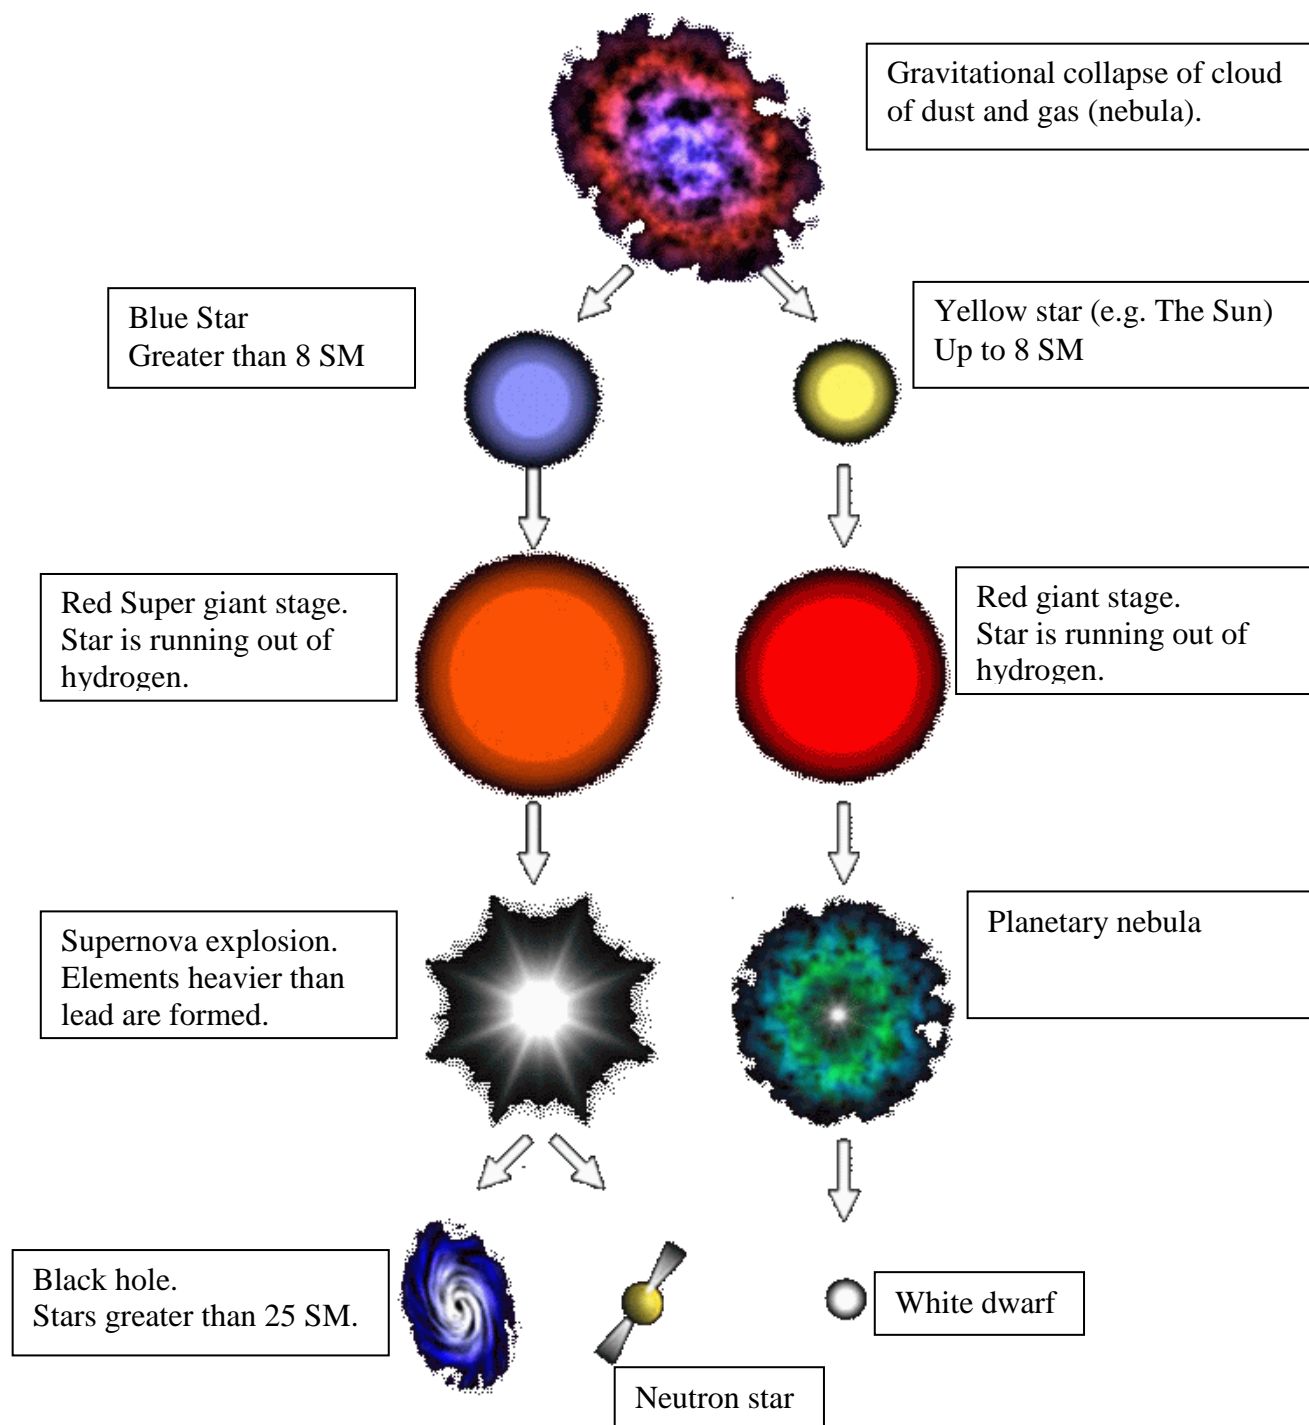 Gravitational collapse of cloud
of dust and gas (nebula).
Blue Star
Greater than 8 SM
Yellow star (e.g. The Sun)
Up to 8 SM
Red Super giant stage.
Star is running out of
hydrogen.
Red giant stage.
Star is running out of
hydrogen.
Supernova explosion.
Elements heavier than
lead are formed.
Planetary nebula
Black hole.
Stars greater than 25 SM.
Neutron star
White dwarf